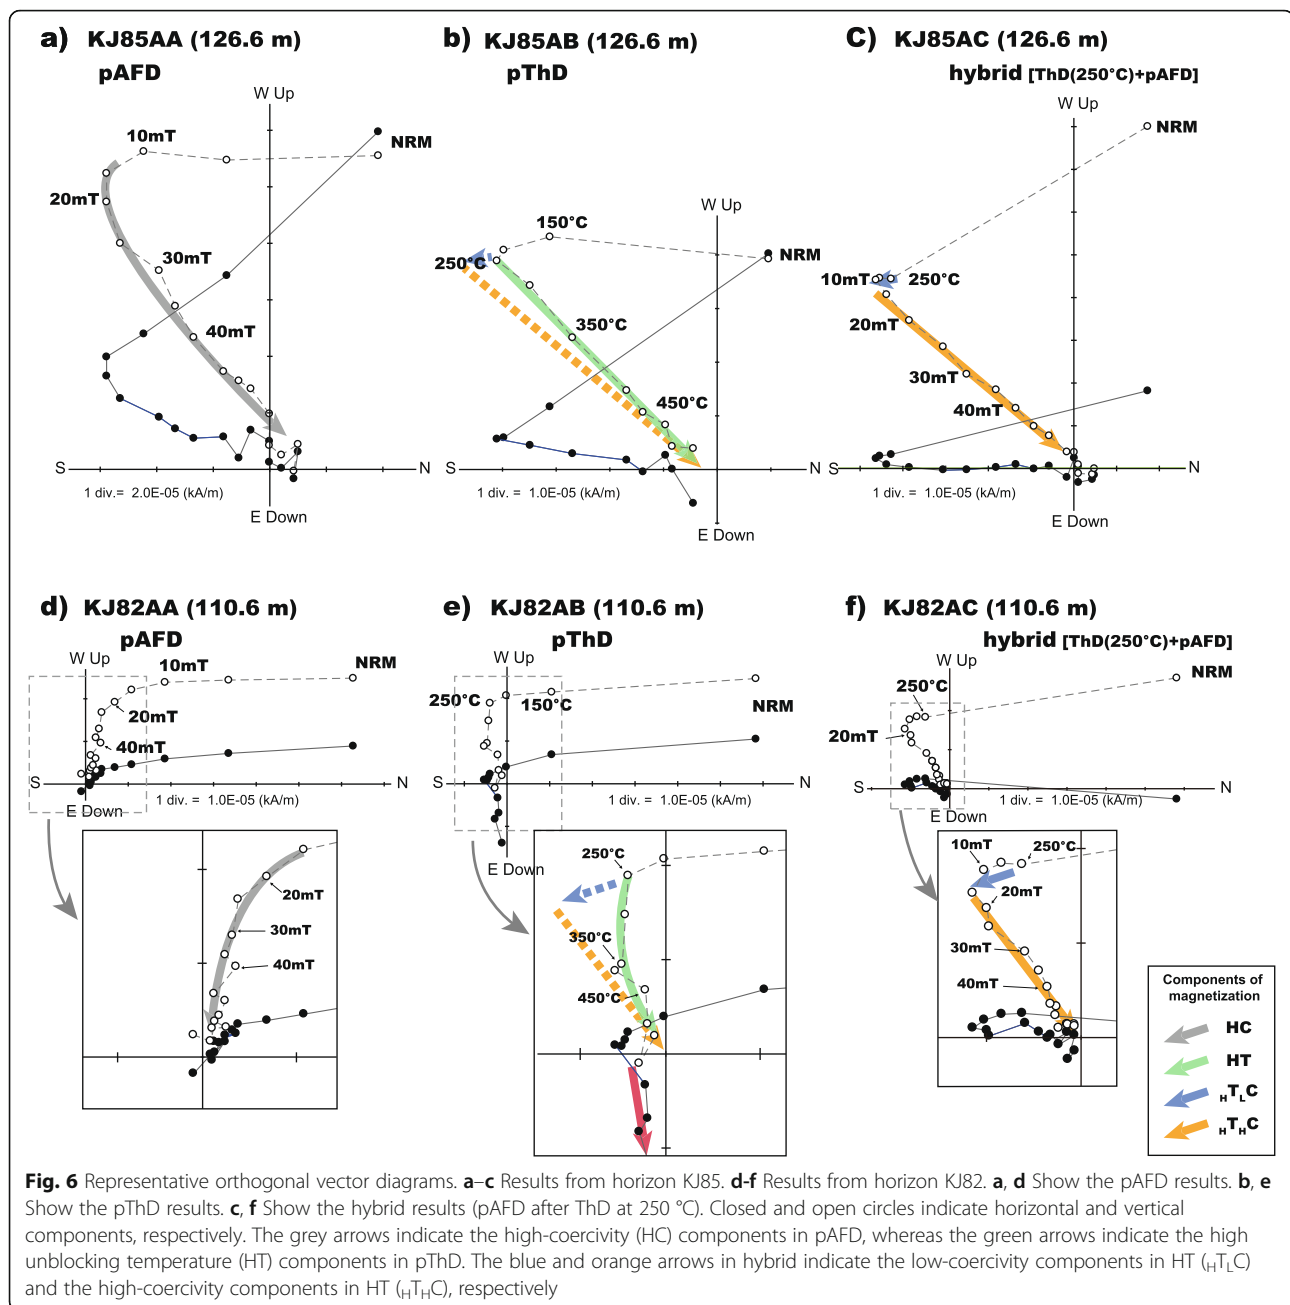 a) KJ85AA (126.6 m)
pAFD
W Up
10mT
NRM
20mT
30mT
40mT
S
N
1 div.= 2.0E-05 (kA/m)
E Down
b) KJ85AB (126.6 m)
pThD
W Up
150°C
NRM
250°C
350°C
450°C
S
N
1 div. = 1.0E-05 (kA/m)
E Down
C) KJ85AC (126.6 m)
hybrid [ThD(250°C)+pAFD]
W Up
NRM
10mT
250°C
20mT
30mT
40mT
S
N
1 div. = 1.0E-05 (kA/m)
E Down
d) KJ82AA (110.6 m)
pAFD
W Up
10mT
NRM
20mT
40mT
S
N
1 div. = 1.0E-05 (kA/m)
E Down
20mT
30mT
40mT
e) KJ82AB (110.6 m)
pThD
W Up
250°C
150°C
NRM
S
N
1 div. = 1.0E-05 (kA/m)
E Down
250°C
350°C
450°C
f) KJ82AC (110.6 m)
hybrid [ThD(250°C)+pAFD]
W Up
NRM
250°C
20mT
S
N
1 div. = 1.0E-05 (kA/m)
E Down
10mT
250°C
20mT
30mT
40mT
Components of
magnetization
HC
HT
HTLC
HTHC
Fig. 6 Representative orthogonal vector diagrams. a–c Results from horizon KJ85. d-f Results from horizon KJ82. a, d Show the pAFD results. b, e
Show the pThD results. c, f Show the hybrid results (pAFD after ThD at 250 °C). Closed and open circles indicate horizontal and vertical
components, respectively. The grey arrows indicate the high-coercivity (HC) components in pAFD, whereas the green arrows indicate the high
unblocking temperature (HT) components in pThD. The blue and orange arrows in hybrid indicate the low-coercivity components in HT (HTLC)
and the high-coercivity components in HT (HTHC), respectively